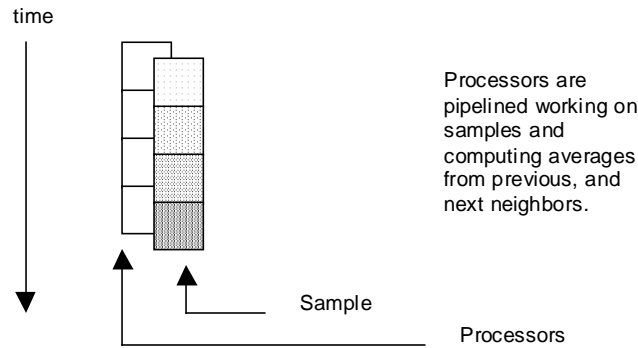 time
Processors are
pipelined working on
samples and
computing averages
from previous, and
next neighbors.
Sample
Processors